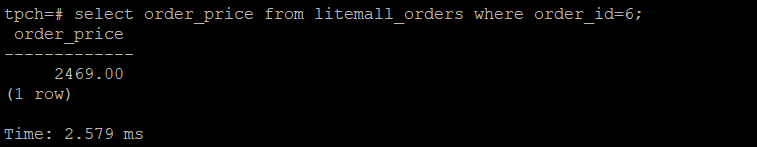 tpch=# select order_price from litemall_orders where order_id=6;
order_price
-------------
2469.00
(1 row)
Time: 2.579 ms